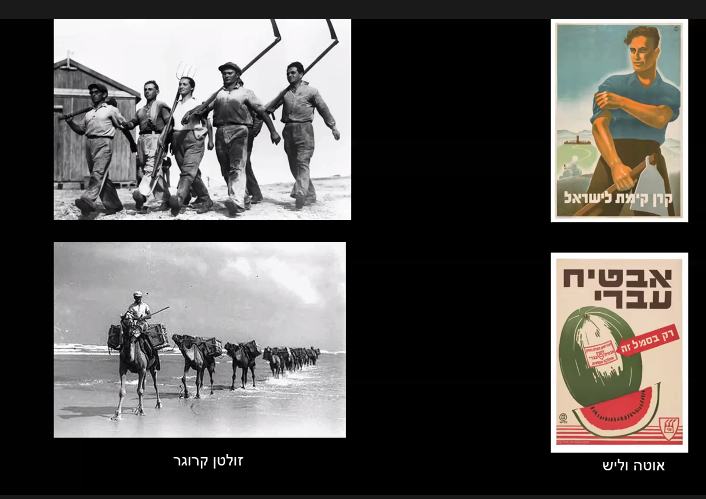 קרן קימת לישראל
אבטיח
עברי
רק בסמל זה
זולטן קרוגר
אוטה וליש